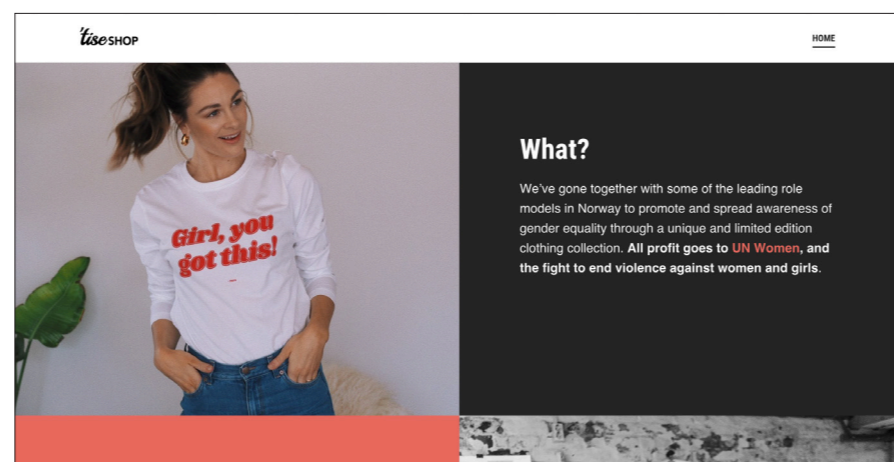 'tise SHOP
HOME
Girl, you
got this!
What?
We've gone together with some of the leading role
models in Norway to promote and spread awareness of
gender equality through a unique and limited edition
clothing collection. All profit goes to UN Women, and
the fight to end violence against women and girls.